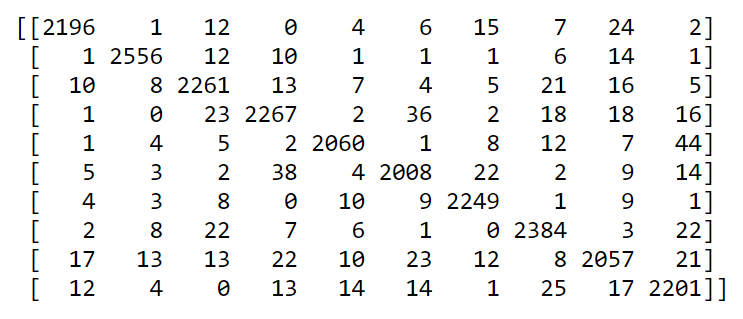 [[2196 1 12 0 4 6 15 7 24 2]
[ 1 2556 12 10 1 1 1 6 14 1]
[ 10 8 2261 13 7 4 5 21 16 5]
[ 1 0 23 2267 2 36 2 18 18 16]
[ 1 4 5 2 2060 1 8 12 7 44]
[ 5 3 2 38 4 2008 22 2 9 14]
[ 4 3 8 0 10 9 2249 1 9 1]
[ 2 8 22 7 6 1 0 2384 3 22]
[ 17 13 13 22 10 23 12 8 2057 21]
[ 12 4 0 13 14 14 1 25 17 2201]]